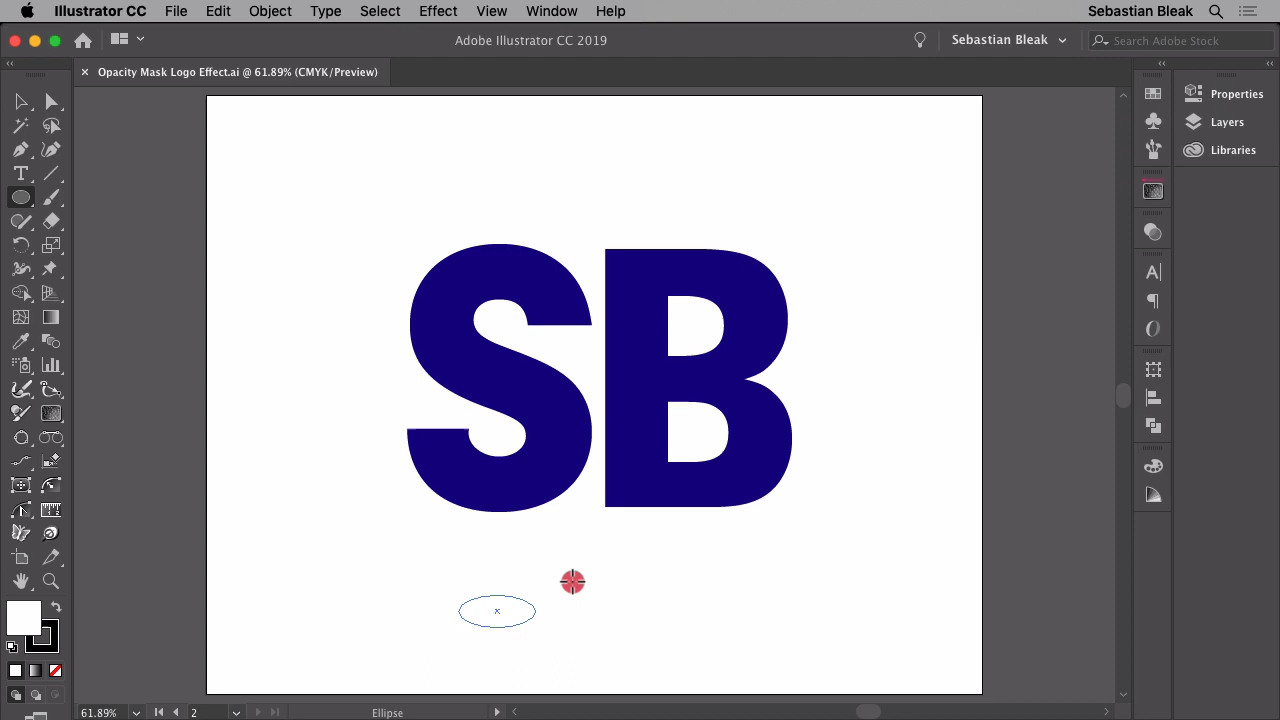 Illustrator CC File Edit Object Type Select Effect View Window Help Sebastian Bleak
Adobe Illustrator CC 2019 Sebastian Bleak Search Adobe Stock
Opacity Mask Logo Effect.ai @ 61.89% (CMYK/Preview)
Properties
Layers
Libraries
SB
61.89% 2 Ellipse